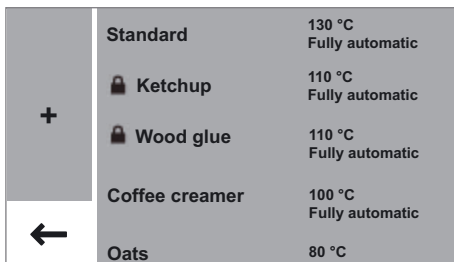 Standard 130 °C
Fully automatic
Ketchup 110 °C
Fully automatic
+
Wood glue 110 °C
Fully automatic
Coffee creamer 100 °C
Fully automatic
Oats 80 °C